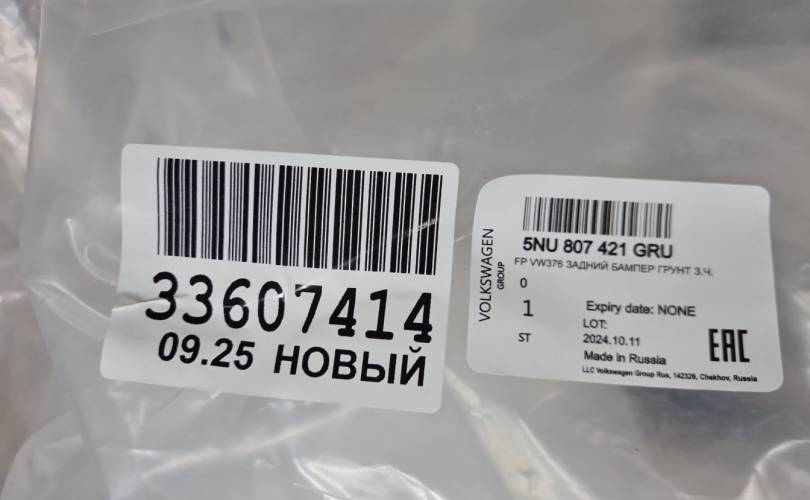 33607414
09.25 НОВЫЙ
VOLKSWAGEN
GROUP
5NU 807 421 GRU
FP VW376 ЗАДНИЙ БАМПЕР ГРУНТ З.Ч.
0
1
ST
Expiry date: NONE
LOT:
2024.10.11
Made in Russia
EAC
LLC Volkswagen Group Rus, 142326, Chekhov, Russia